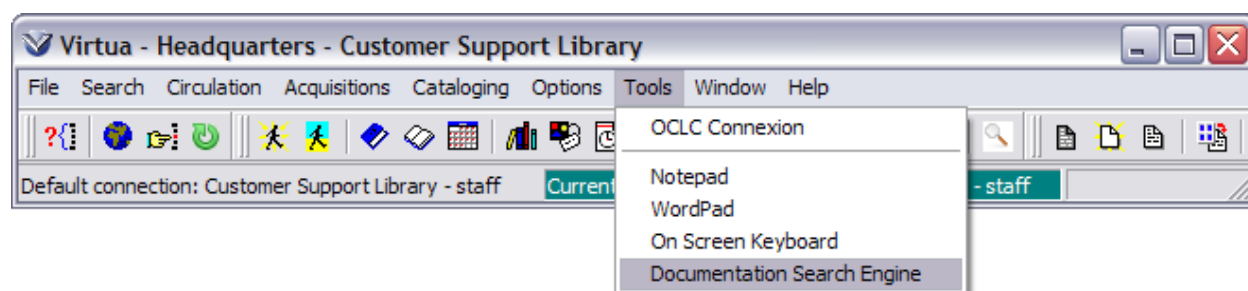 Virtua - Headquarters - Customer Support Library
File Search Circulation Acquisitions Cataloging Options Tools Window Help
OCLC Connexion
Default connection: Customer Support Library - staff Current - staff
Notepad
WordPad
On Screen Keyboard
Documentation Search Engine